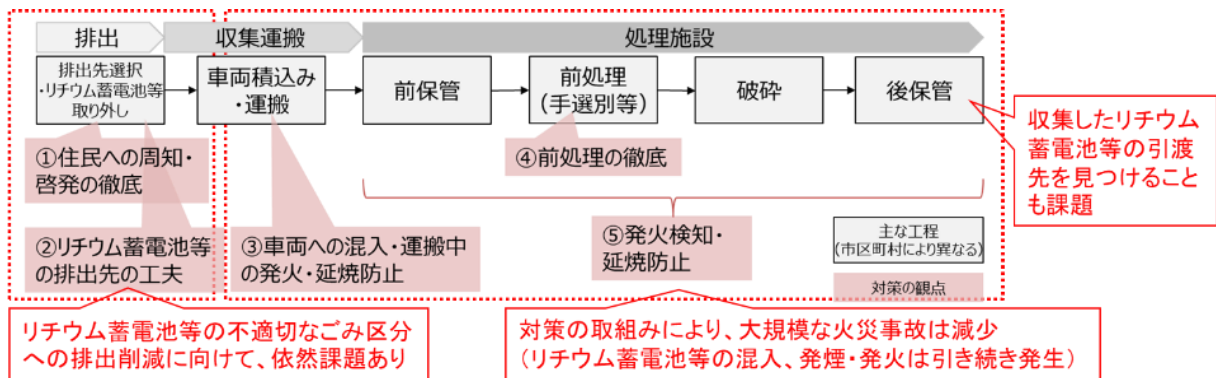 排出
収集運搬
処理施設
排出先選択
・リチウム蓄電池等
取り外し
車両積込み
・運搬
前保管
前処理
(手選別等)
破砕
後保管
①住民への周知・
啓発の徹底
②リチウム蓄電池等
の排出先の工夫
③車両への混入・運搬中
の発火・延焼防止
④前処理の徹底
⑤発火検知・
延焼防止
主な工程
(市区町村により異なる)
対策の観点
収集したリチウム
蓄電池等の引渡
先を見つけること
も課題
リチウム蓄電池等の不適切なごみ区分
への排出削減に向けて、依然課題あり
対策の取組みにより、大規模な火災事故は減少
(リチウム蓄電池等の混入、発煙・発火は引き続き発生)